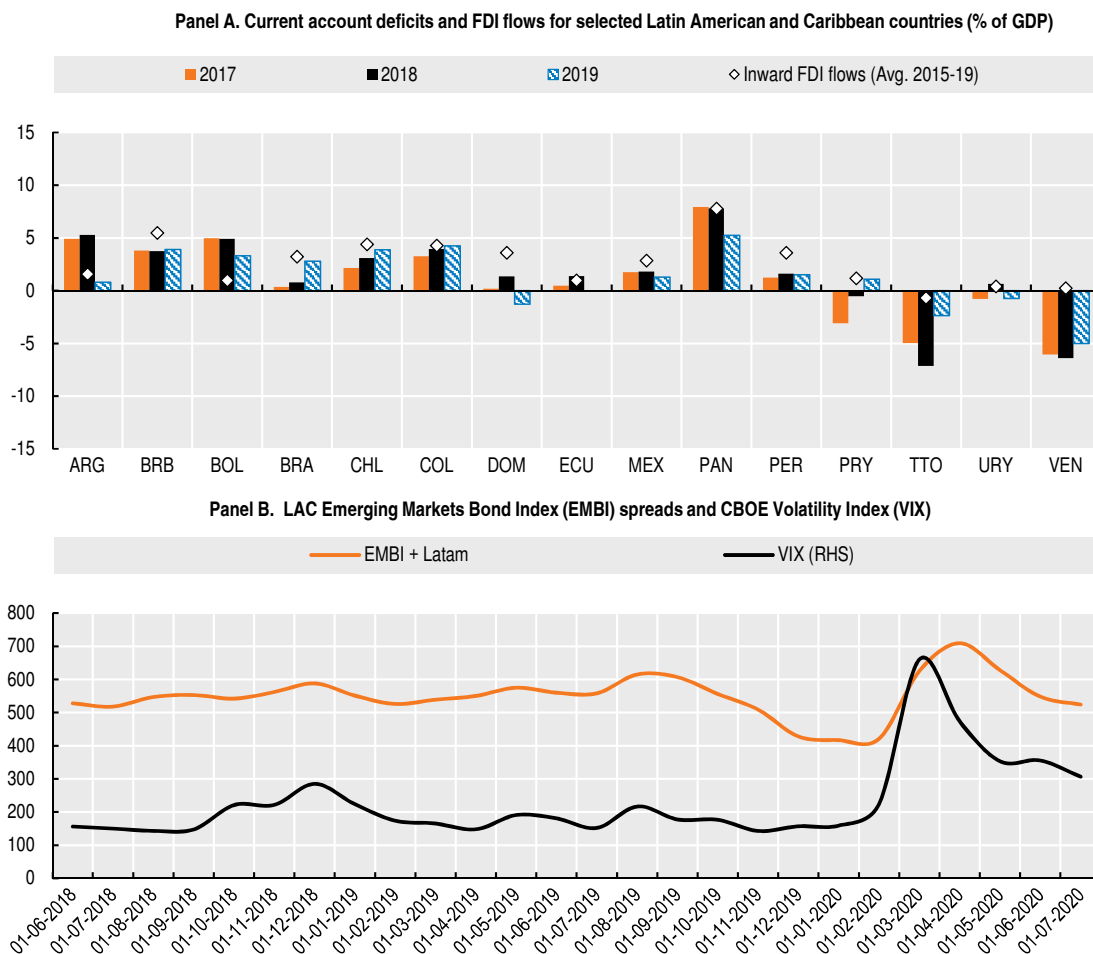 Panel A. Current account deficits and FDI flows for selected Latin American and Caribbean countries (% of GDP)
2017 2018 2019 Inward FDI flows (Avg. 2015-19)
15
10
5
0
-5
-10
-15
ARG BRB BOL BRA CHL COL DOM ECU MEX PAN PER PRY TTO URY VEN
Panel B. LAC Emerging Markets Bond Index (EMBI) spreads and CBOE Volatility Index (VIX)
EMBI + Latam VIX (RHS)
800
700
600
500
400
300
200
100
0
01-06-2018 01-07-2018 01-08-2018 01-09-2018 01-10-2018 01-11-2018 01-12-2018 01-01-2019 01-02-2019 01-03-2019 01-04-2019 01-05-2019 01-06-2019 01-07-2019 01-08-2019 01-09-2019 01-10-2019 01-11-2019 01-12-2019 01-01-2020 01-02-2020 01-03-2020 01-04-2020 01-05-2020 01-06-2020 01-07-2020